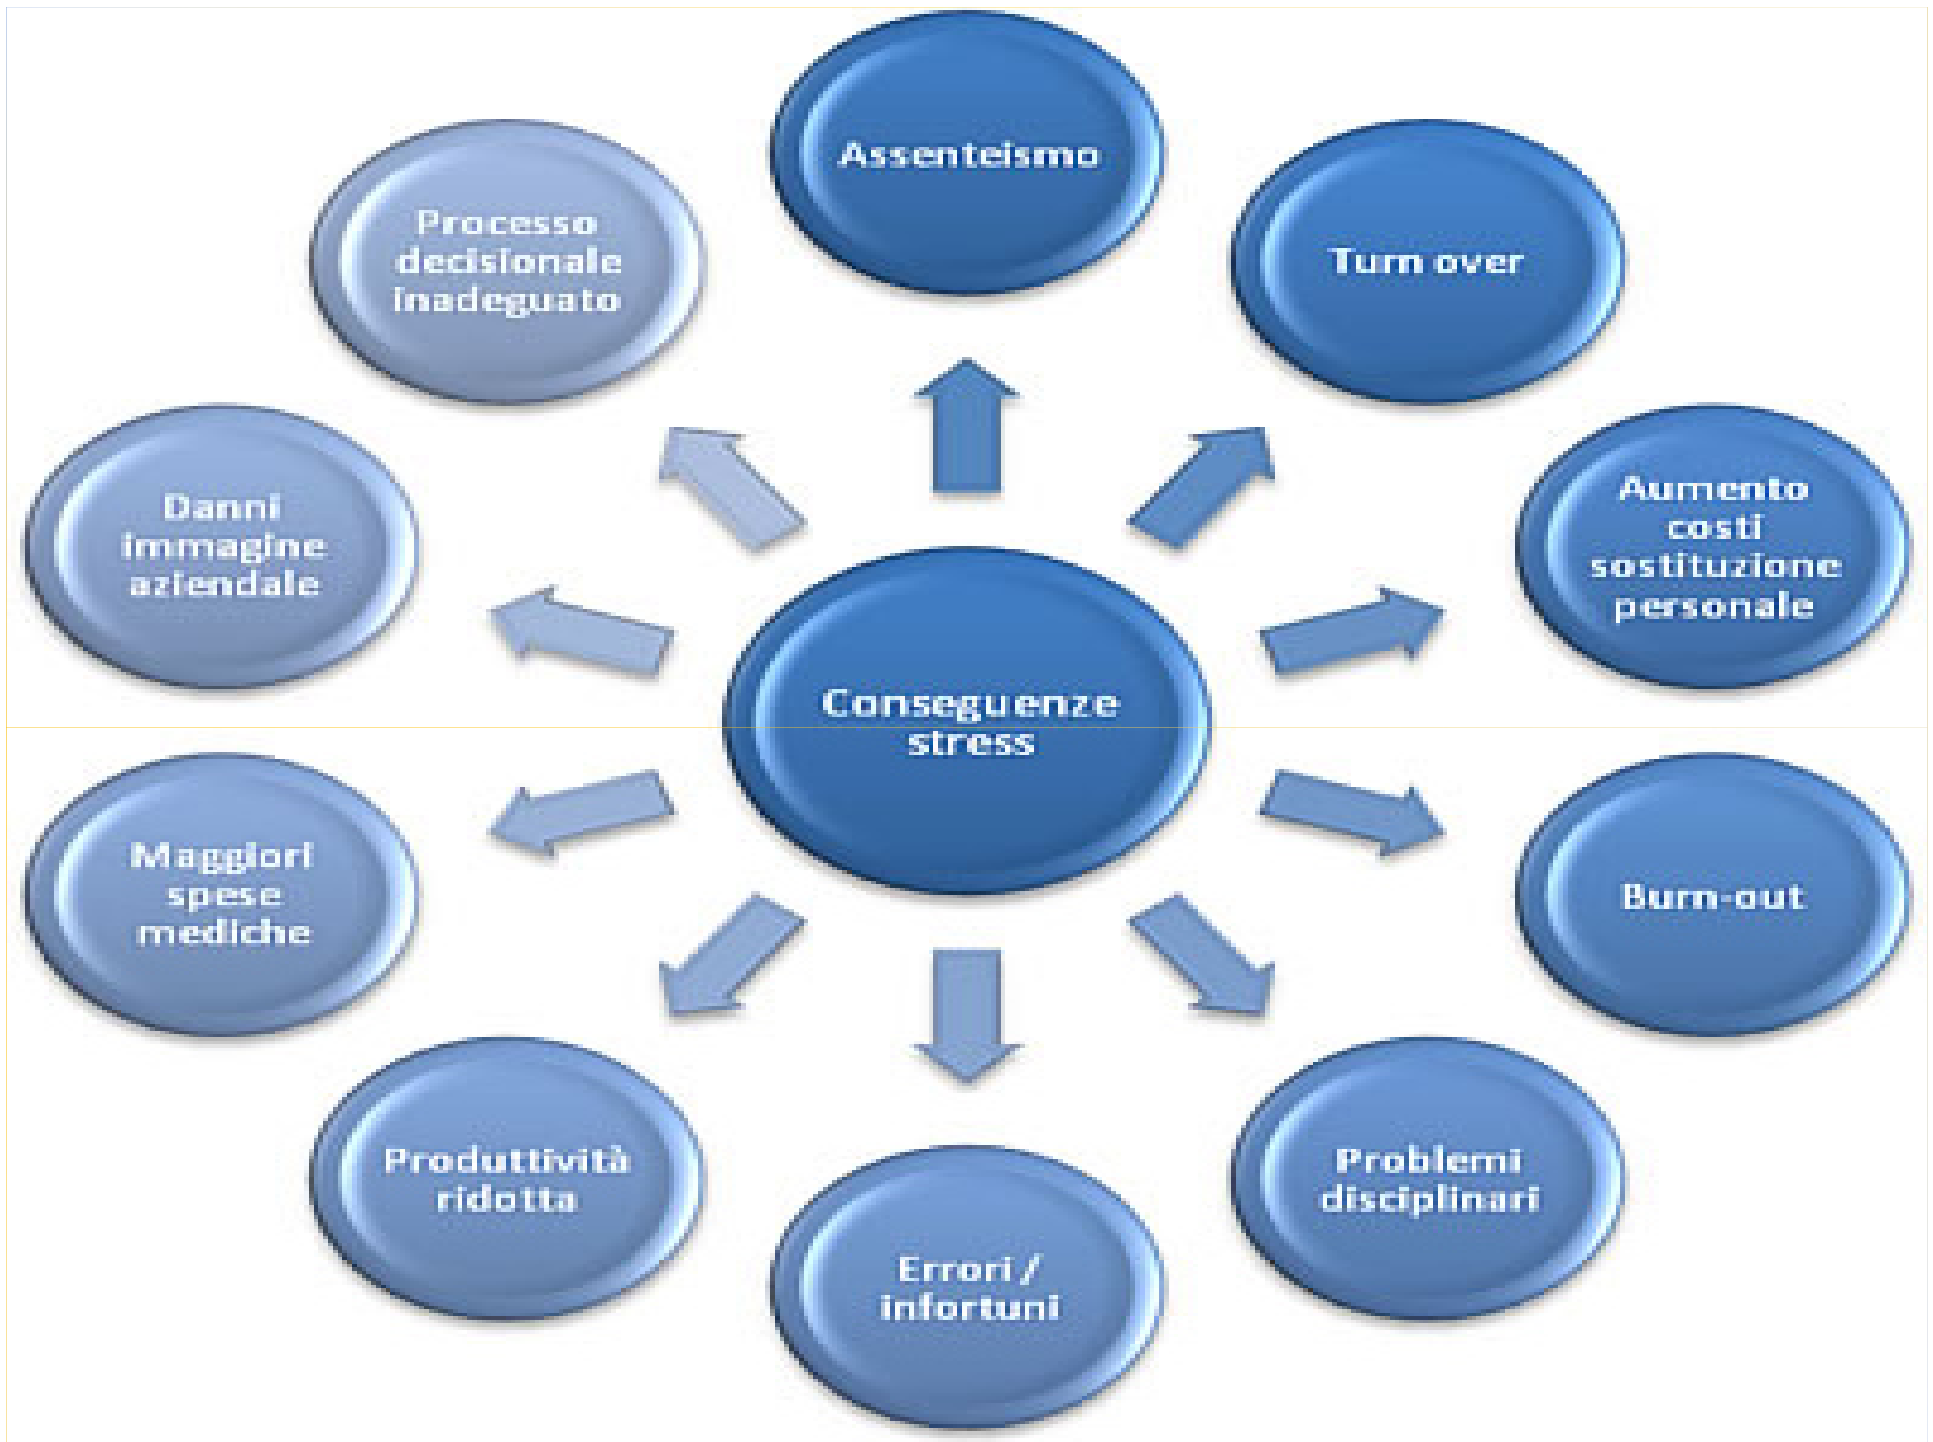 Assenteismo
Turn over
Aumento
costi
sostituzione
personale
Burn-out
Problemi
disciplinari
Errori /
infortuni
Produttività
ridotta
Maggiori
spese
mediche
Danni
immagine
aziendale
Processo
decisionale
inadeguato
Conseguenze
stress